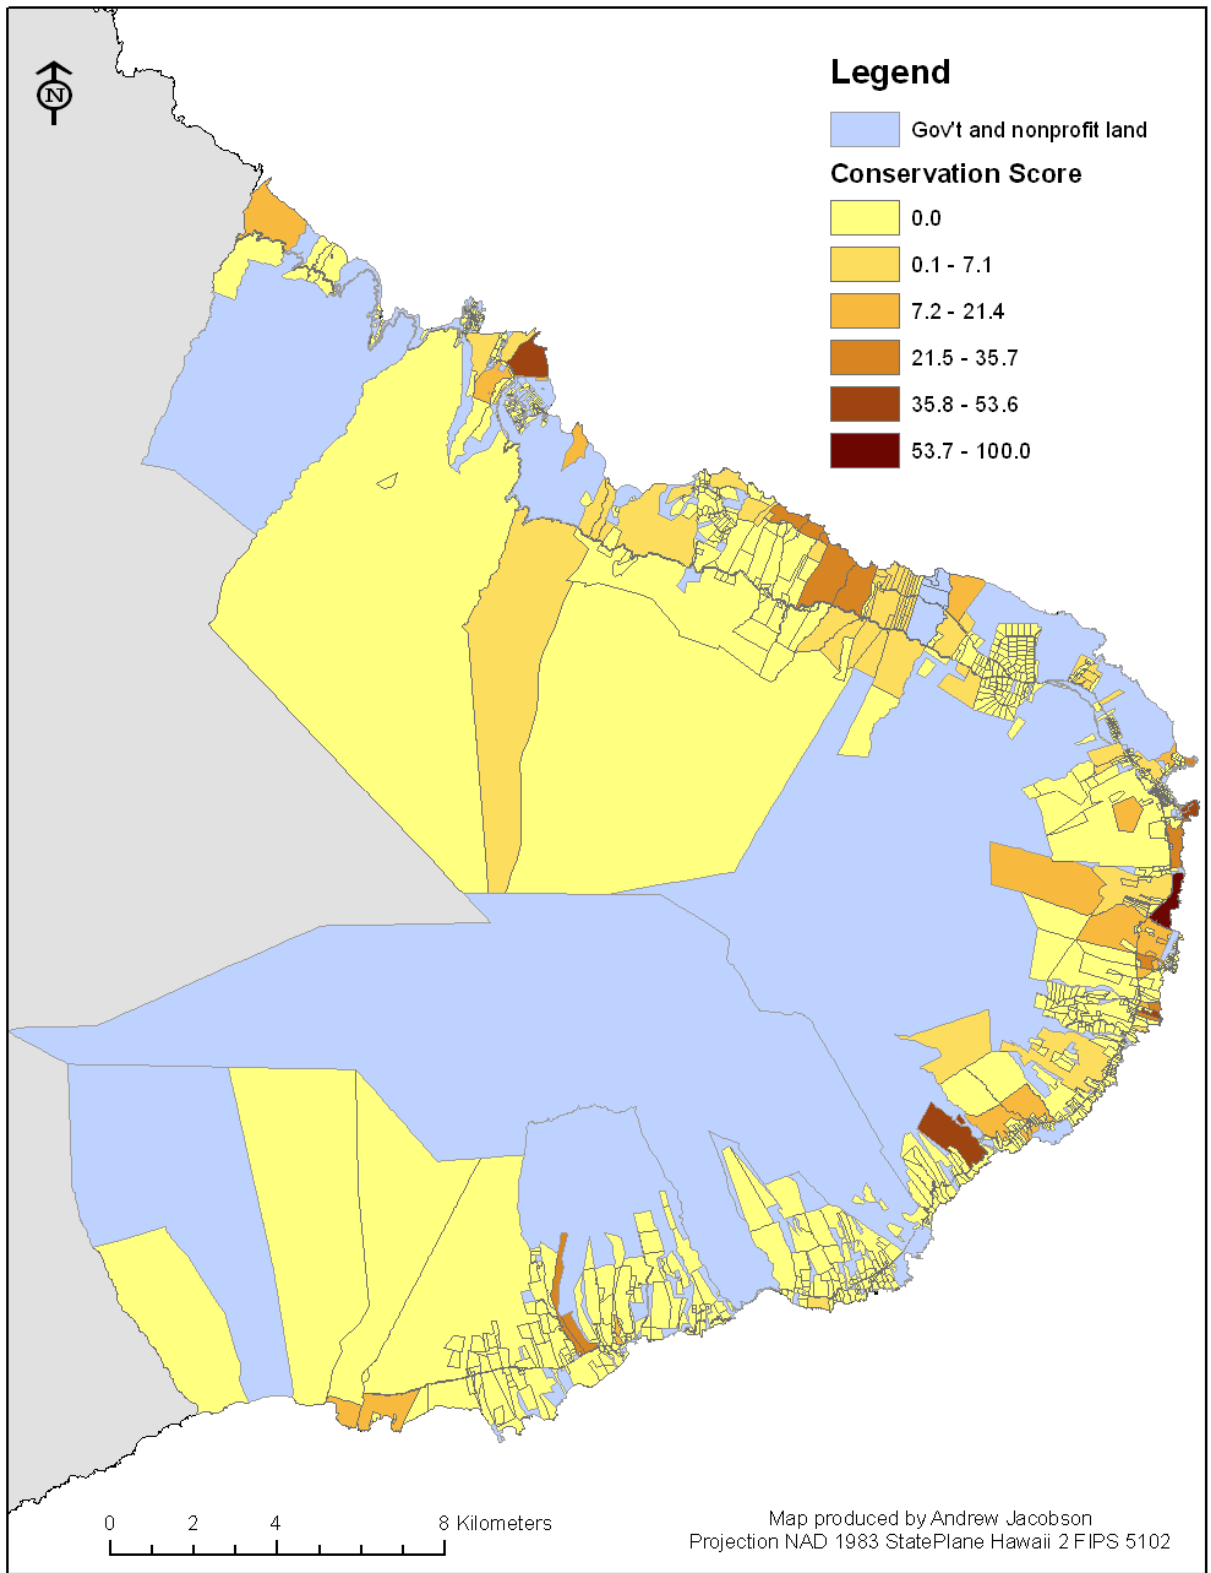 N
Legend
Gov't and nonprofit land
Conservation Score
0.0
0.1 - 7.1
7.2 - 21.4
21.5 - 35.7
35.8 - 53.6
53.7 - 100.0
0 2 4 8 Kilometers
Map produced by Andrew Jacobson
Projection NAD 1983 StatePlane Hawaii 2 FIPS 5102